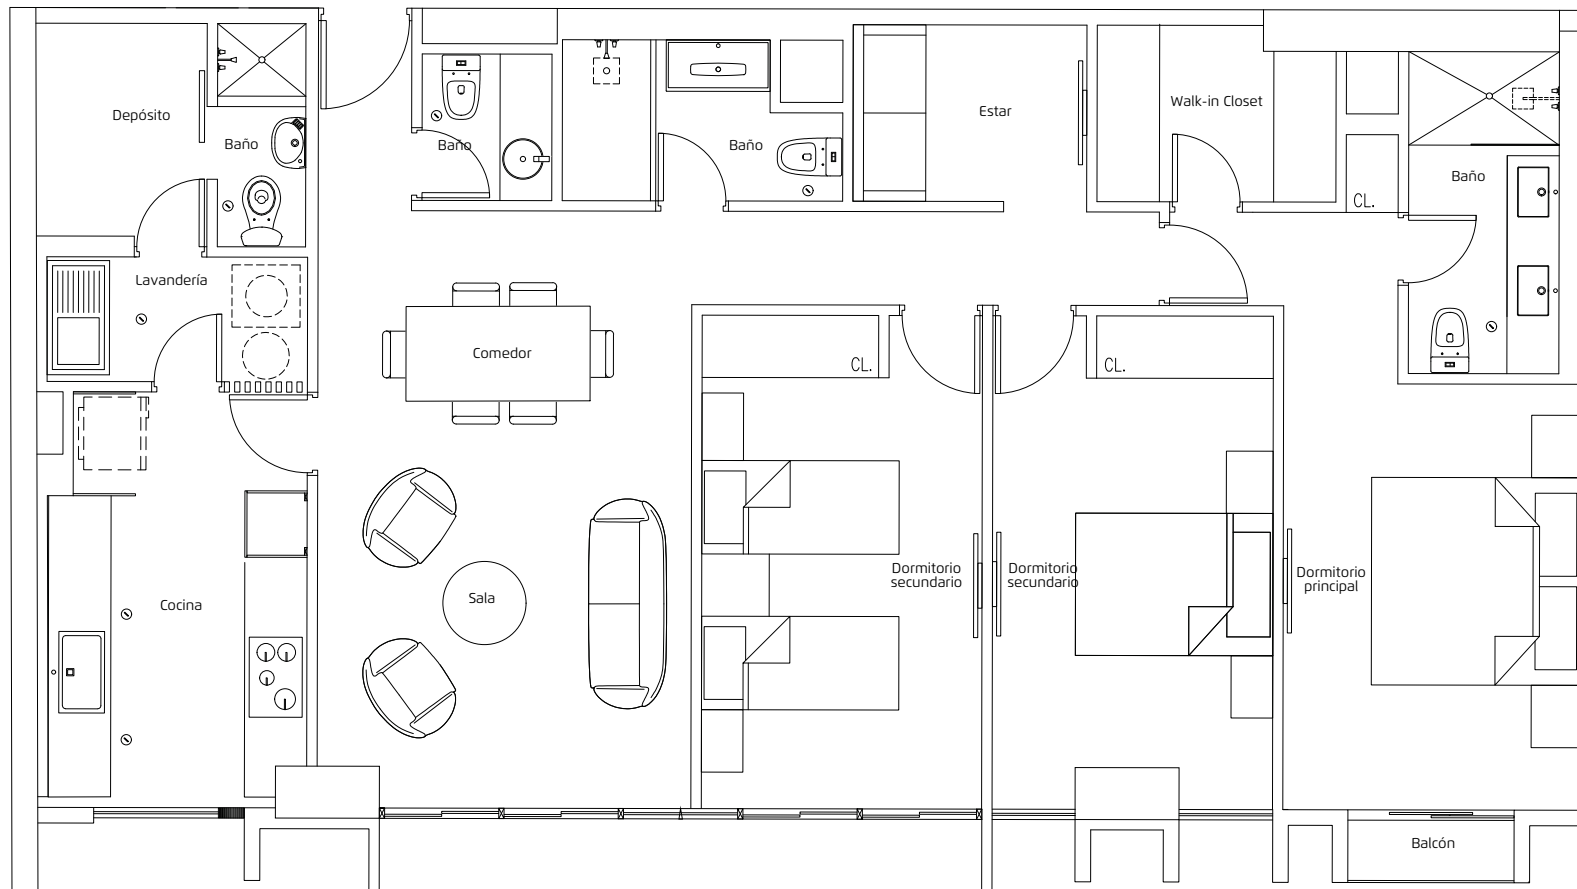 Depósito
Baño
Baño
Baño
Estar
Walk-in Closet
Baño
CL.
Lavandería
Comedor
CL.
CL.
Cocina
Sala
Dormitorio
secundario
Dormitorio
secundario
Dormitorio
principal
Balcón